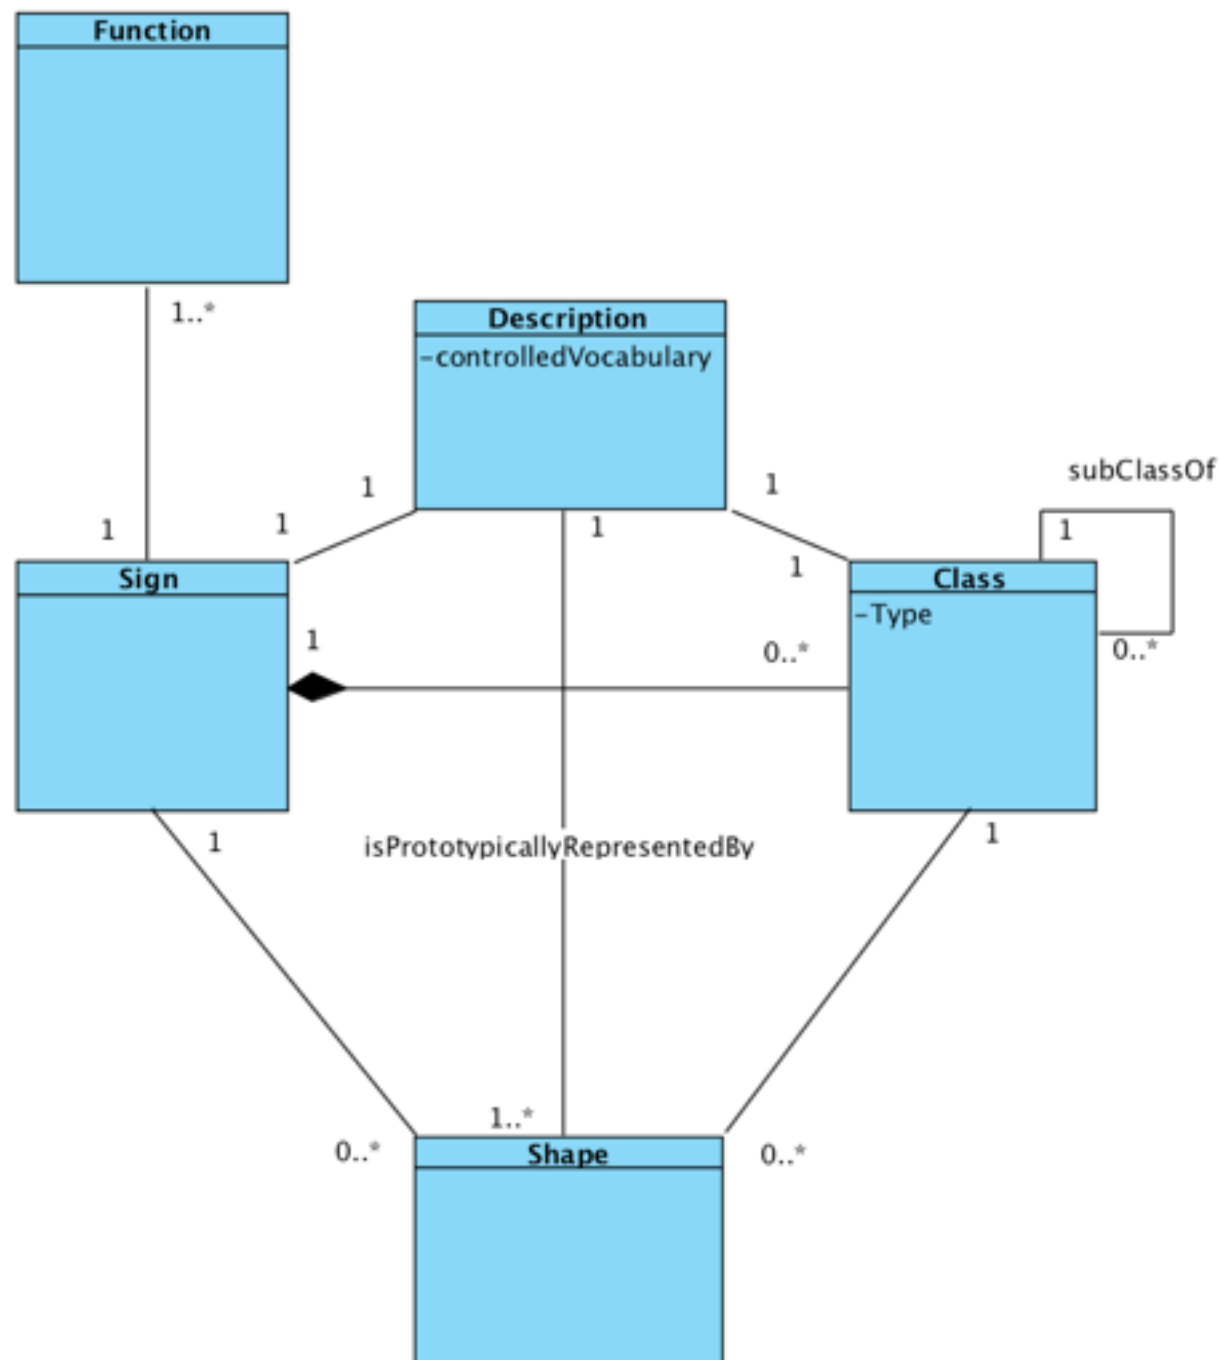 Function
1..*
Description
-controlledVocabulary
subClassOf
1
1
1
1
1
1
1
Sign
Class
-Type
1
0..*
0..*
isPrototypicallyRepresentedBy
1
1
1..*
0..*
0..*
Shape